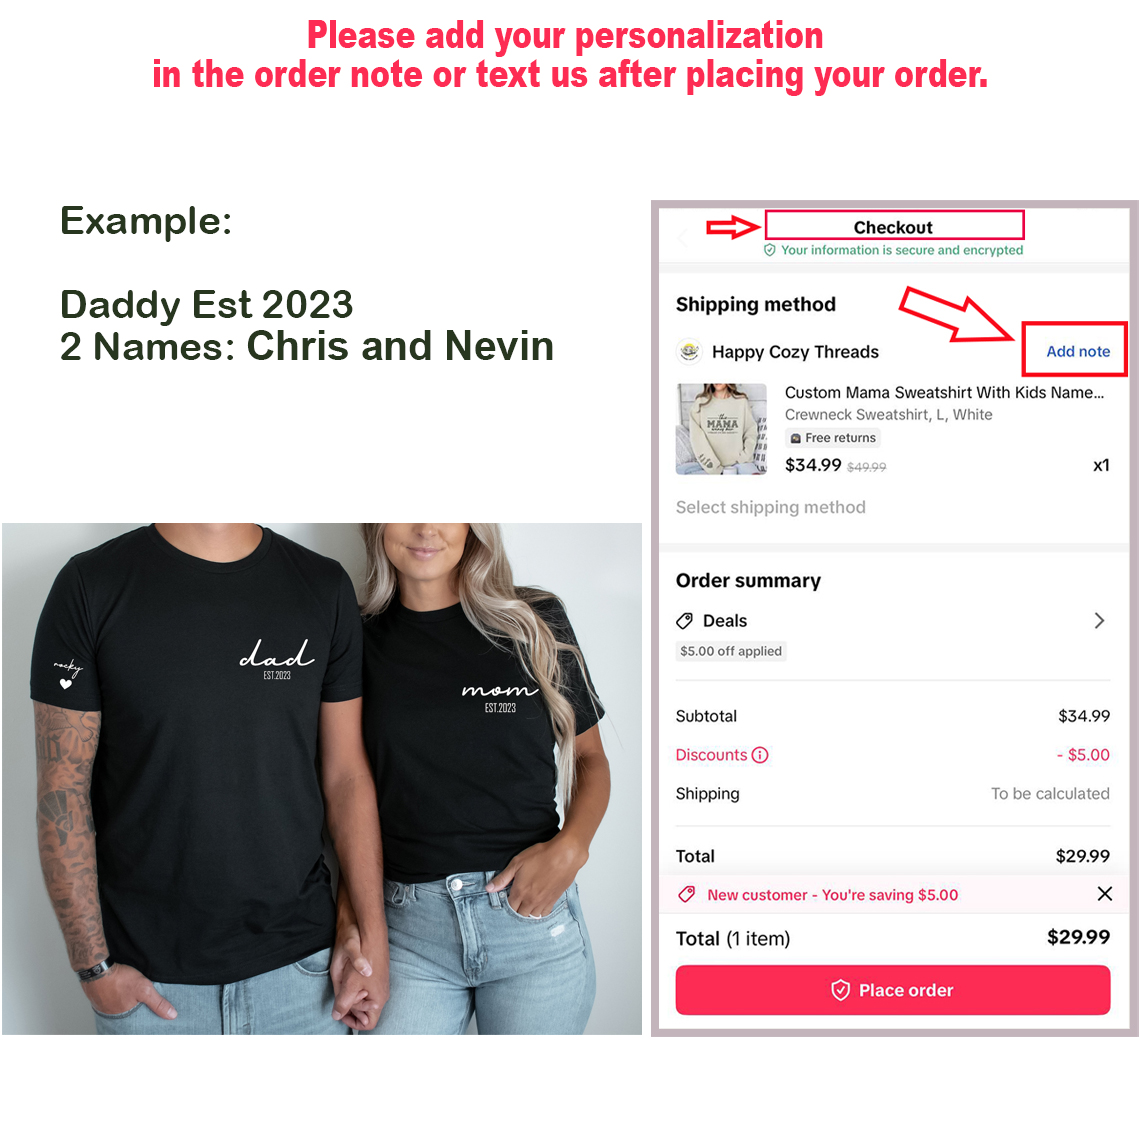 Please add your personalization
in the order note or text us after placing your order.
Example:
Daddy Est 2023
2 Names: Chris and Nevin
rocky
dad
EST.2023
mom
EST.2023
Checkout
Your information is secure and encrypted
Shipping method
Happy Cozy Threads
Add note
MAMA
Custom Mama Sweatshirt With Kids Name...
Crewneck Sweatshirt, L, White
Free returns
$34.99 $49.99
x1
Select shipping method
Order summary
Deals
$5.00 off applied
Subtotal $34.99
Discounts - $5.00
Shipping To be calculated
Total $29.99
New customer - You're saving $5.00
Total (1 item) $29.99
Place order